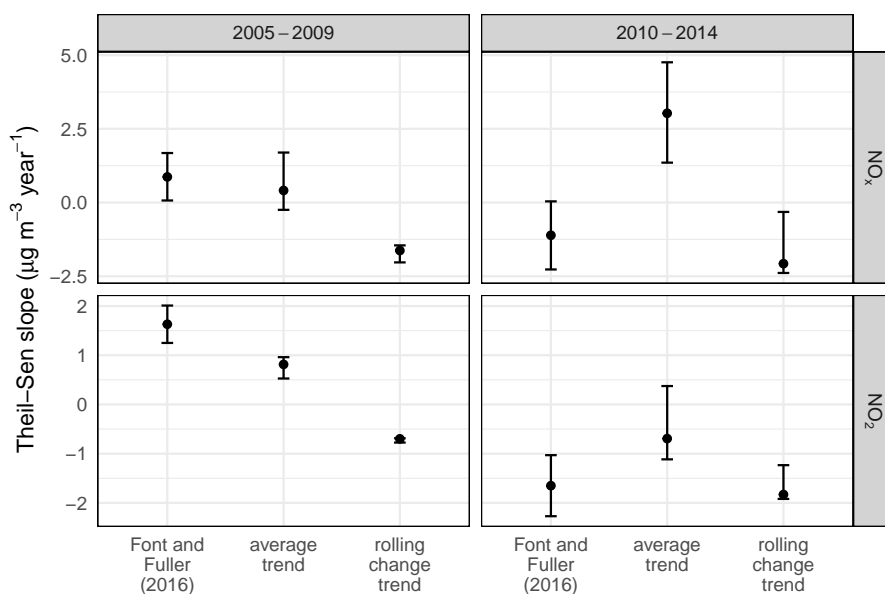 2005 – 2009
2010 – 2014
Theil−Sen slope (μg m⁻³ year⁻¹)
5.0
2.5
0.0
−2.5
NOₓ
2
1
0
−1
−2
NO₂
Font and
Fuller
(2016)
average
trend
rolling
change
trend
Font and
Fuller
(2016)
average
trend
rolling
change
trend